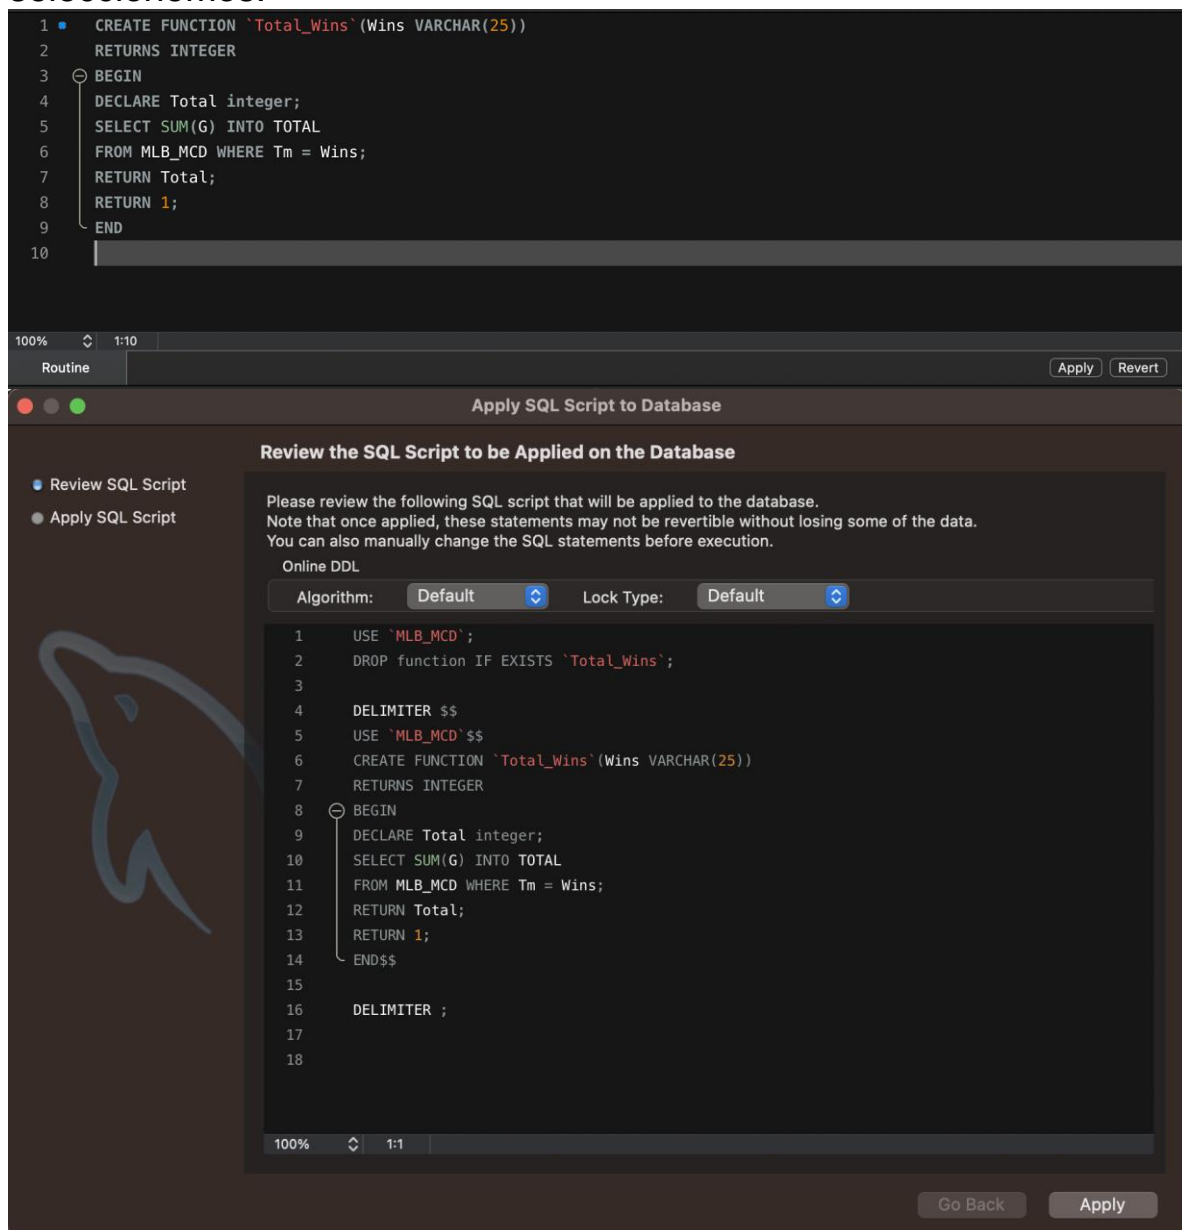 1 CREATE FUNCTION `Total_Wins`(Wins VARCHAR(25))
2 RETURNS INTEGER
3 BEGIN
4 DECLARE Total integer;
5 SELECT SUM(G) INTO TOTAL
6 FROM MLB_MCD WHERE Tm = Wins;
7 RETURN Total;
8 RETURN 1;
9 END
10
100% 1:10
Routine Apply Revert
Apply SQL Script to Database
Review the SQL Script to be Applied on the Database
Review SQL Script
Apply SQL Script
Please review the following SQL script that will be applied to the database.
Note that once applied, these statements may not be revertible without losing some of the data.
You can also manually change the SQL statements before execution.
Online DDL
Algorithm: Default Lock Type: Default
1 USE `MLB_MCD`;
2 DROP function IF EXISTS `Total_Wins`;
3
4 DELIMITER $$
5 USE `MLB_MCD`$$
6 CREATE FUNCTION `Total_Wins`(Wins VARCHAR(25))
7 RETURNS INTEGER
8 BEGIN
9 DECLARE Total integer;
10 SELECT SUM(G) INTO TOTAL
11 FROM MLB_MCD WHERE Tm = Wins;
12 RETURN Total;
13 RETURN 1;
14 END$$
15
16 DELIMITER ;
17
18
100% 1:1
Go Back Apply